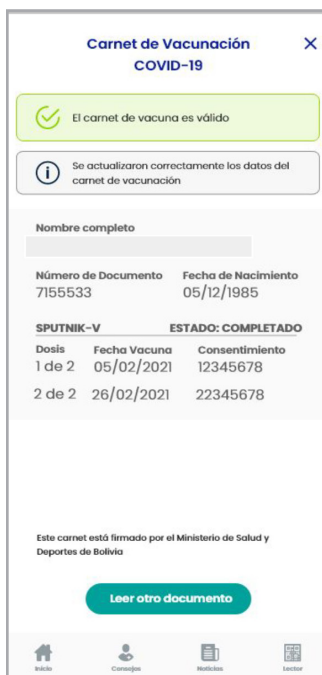 Carnet de Vacunación
COVID-19
El carnet de vacuna es válido
Se actualizaron correctamente los datos del
carnet de vacunación
Nombre completo
Número de Documento Fecha de Nacimiento
7155533 05/12/1985
SPUTNIK-V ESTADO: COMPLETADO
Dosis Fecha Vacuna Consentimiento
1 de 2 05/02/2021 12345678
2 de 2 26/02/2021 22345678
Este carnet está firmado por el Ministerio de Salud y
Deportes de Bolivia
Leer otro documento
Inicio Consejos Noticias Lector